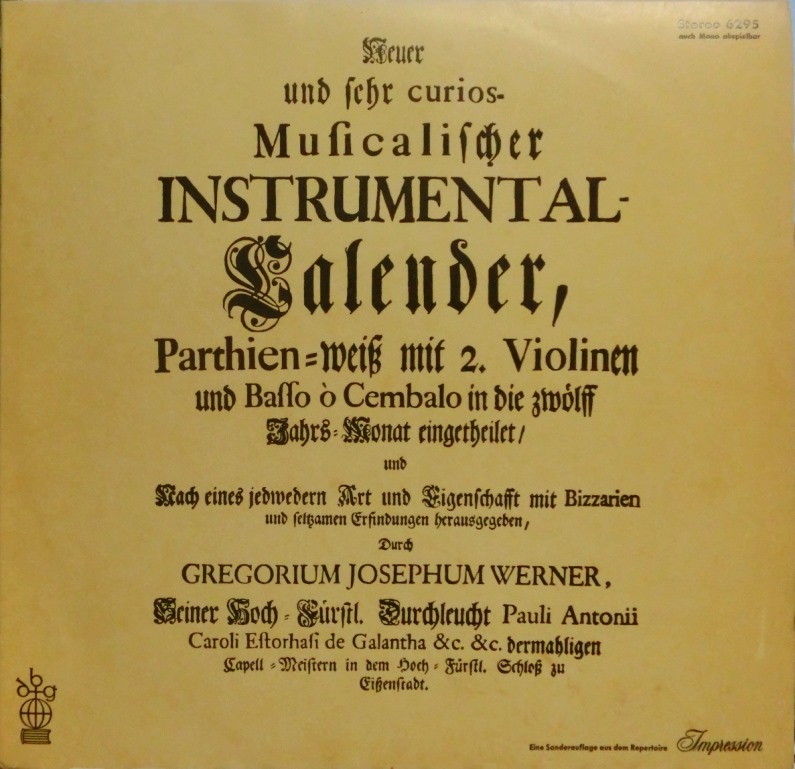 Stereo 6295
auch Mono abspielbar
Neuer
und sehr curios-
Muſicaliſcher
INSTRUMENTAL-
Calender,
Parthien=weiß mit 2. Violinen
und Baſſo ò Cembalo in die zwölff
Jahrs=Monat eingetheilet/
und
Nach eines jedwedern Art und Eigenſchafft mit Bizzarien
und ſeltzamen Erfindungen herausgegeben,
Durch
GREGORIUM JOSEPHUM WERNER,
Seiner Hoch=Fürſtl. Durchleucht Pauli Antonii
Caroli Eſtorhaſi de Galantha &c. &c. dermahligen
Capell=Meiſtern in dem Hoch=Fürſtl. Schloß zu
Eißenſtadt.
dbg
Eine Sonderauflage aus dem Repertoire Impression